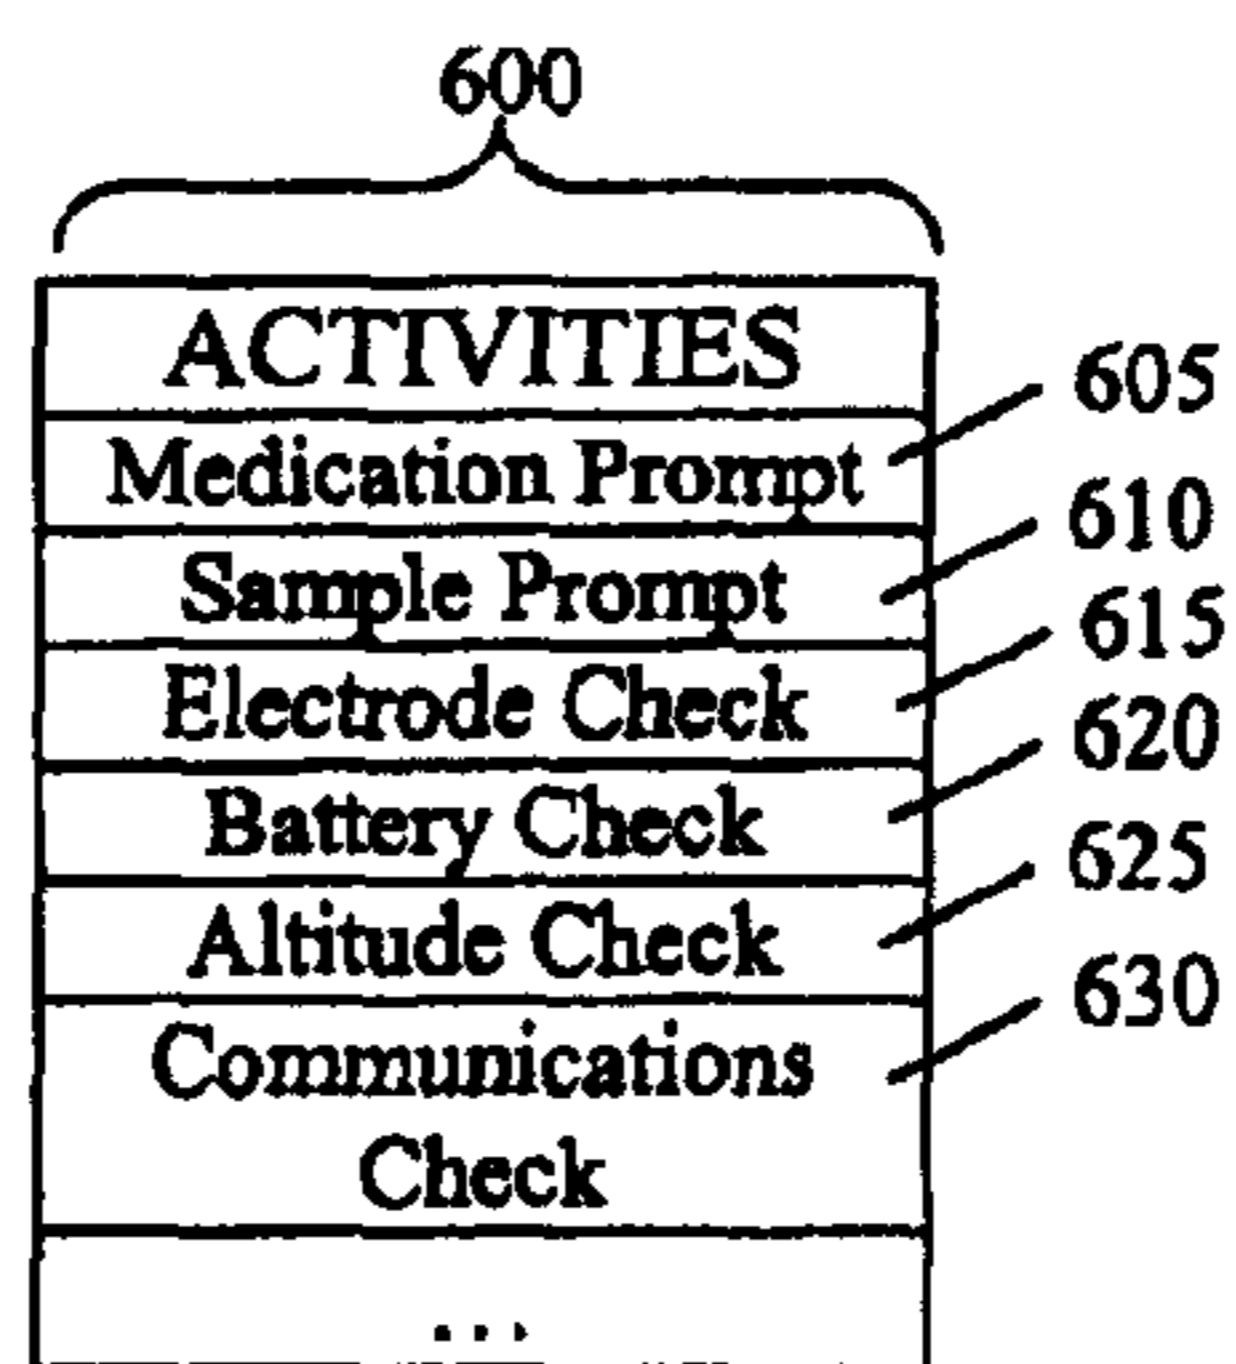 600
ACTIVITIES
Medication Prompt 605
Sample Prompt 610
Electrode Check 615
Battery Check 620
Altitude Check 625
Communications 630
Check
...